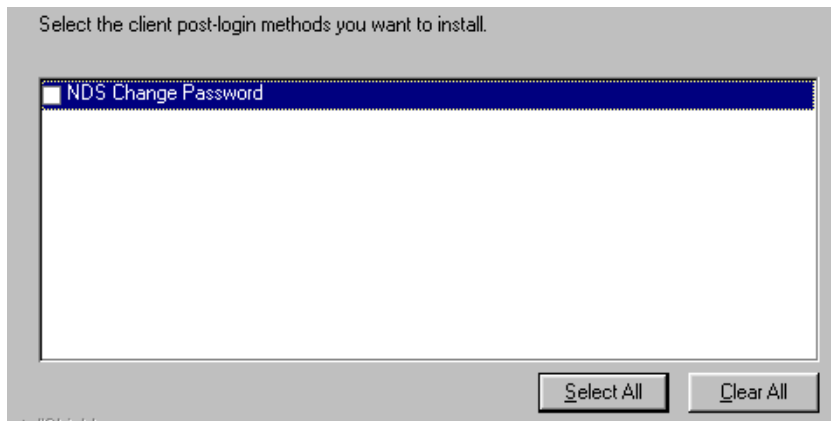 Select the client post-login methods you want to install.
NDS Change Password
Select All
Clear All